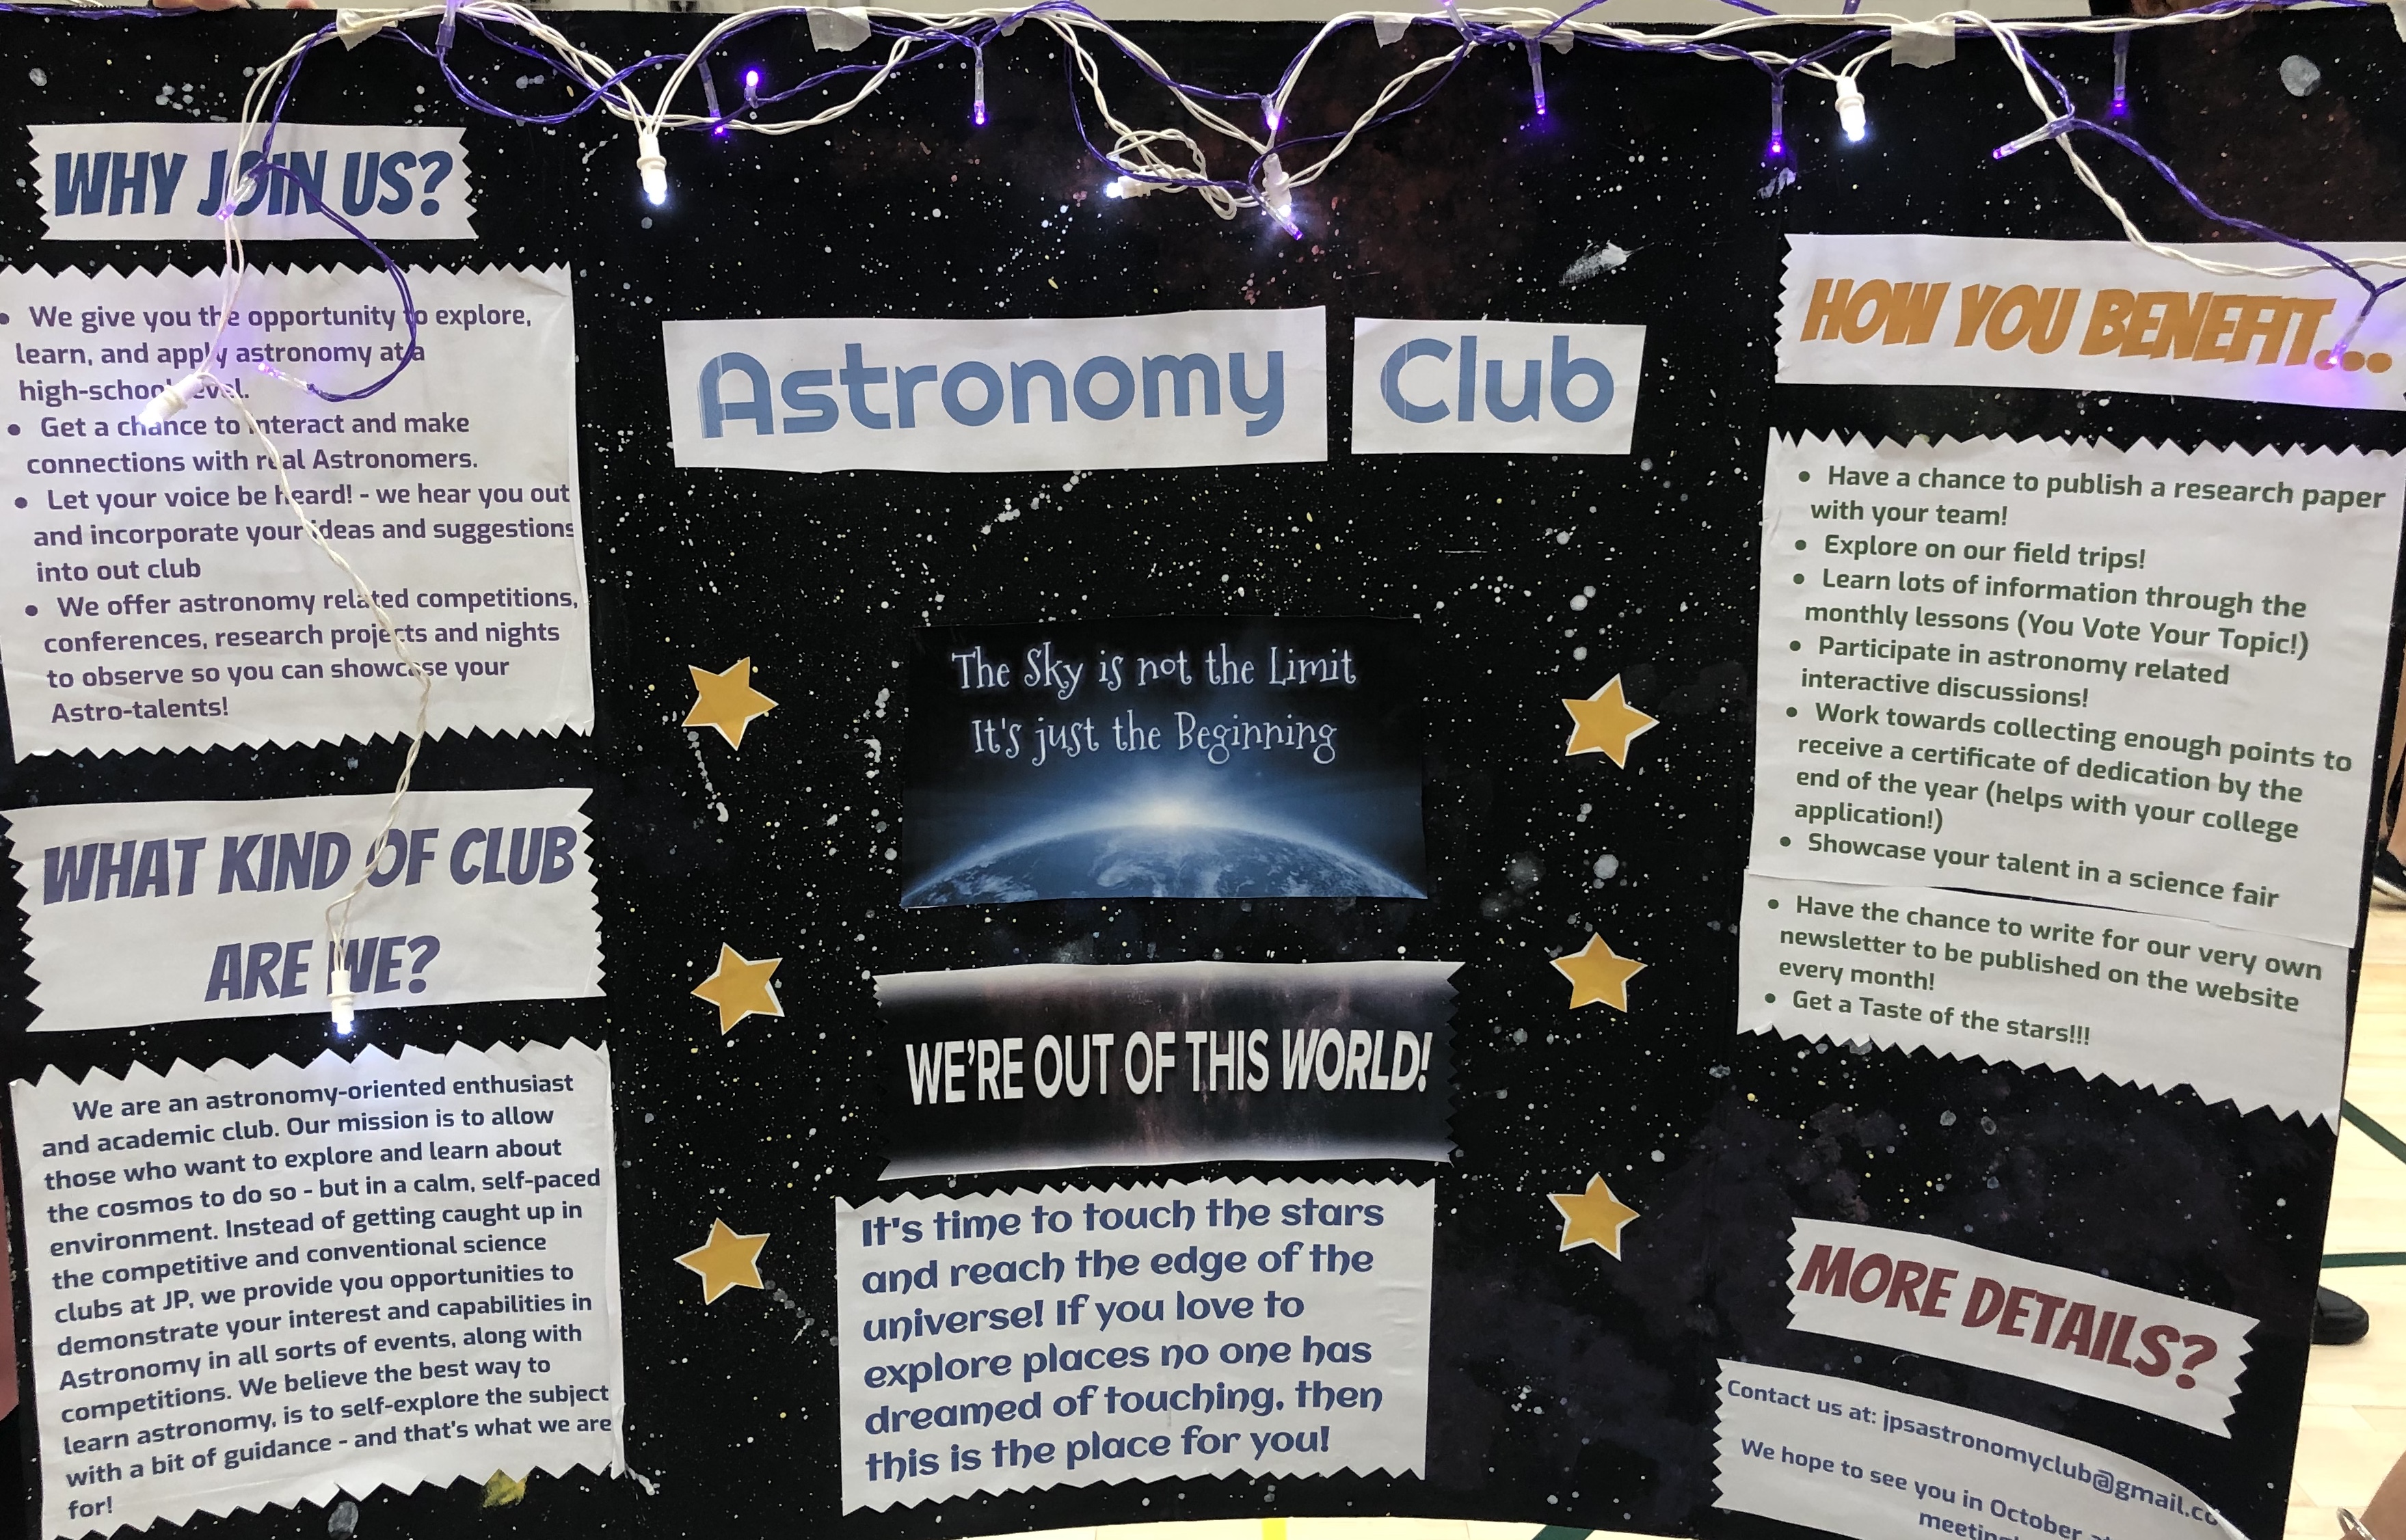 WHY JOIN US?
• We give you the opportunity to explore,
learn, and apply astronomy at a
high-school level.
• Get a chance to interact and make
connections with real Astronomers.
• Let your voice be heard! - we hear you out
and incorporate your ideas and suggestions
into out club
• We offer astronomy related competitions,
conferences, research projects and nights
to observe so you can showcase your
Astro-talents!
WHAT KIND OF CLUB
ARE WE?
We are an astronomy-oriented enthusiast
and academic club. Our mission is to allow
those who want to explore and learn about
the cosmos to do so - but in a calm, self-paced
environment. Instead of getting caught up in
the competitive and conventional science
clubs at JP, we provide you opportunities to
demonstrate your interest and capabilities in
Astronomy in all sorts of events, along with
competitions. We believe the best way to
learn astronomy, is to self-explore the subject
with a bit of guidance - and that's what we are
for!
Astronomy Club
The Sky is not the Limit
It's just the Beginning
WE'RE OUT OF THIS WORLD!
It's time to touch the stars
and reach the edge of the
universe! If you love to
explore places no one has
dreamed of touching, then
this is the place for you!
HOW YOU BENEFIT...
• Have a chance to publish a research paper
with your team!
• Explore on our field trips!
• Learn lots of information through the
monthly lessons (You Vote Your Topic!)
• Participate in astronomy related
interactive discussions!
• Work towards collecting enough points to
receive a certificate of dedication by the
end of the year (helps with your college
application!)
• Showcase your talent in a science fair
• Have the chance to write for our very own
newsletter to be published on the website
every month!
• Get a Taste of the stars!!!
MORE DETAILS?
Contact us at: jpsastronomyclub@gmail.co
We hope to see you in October